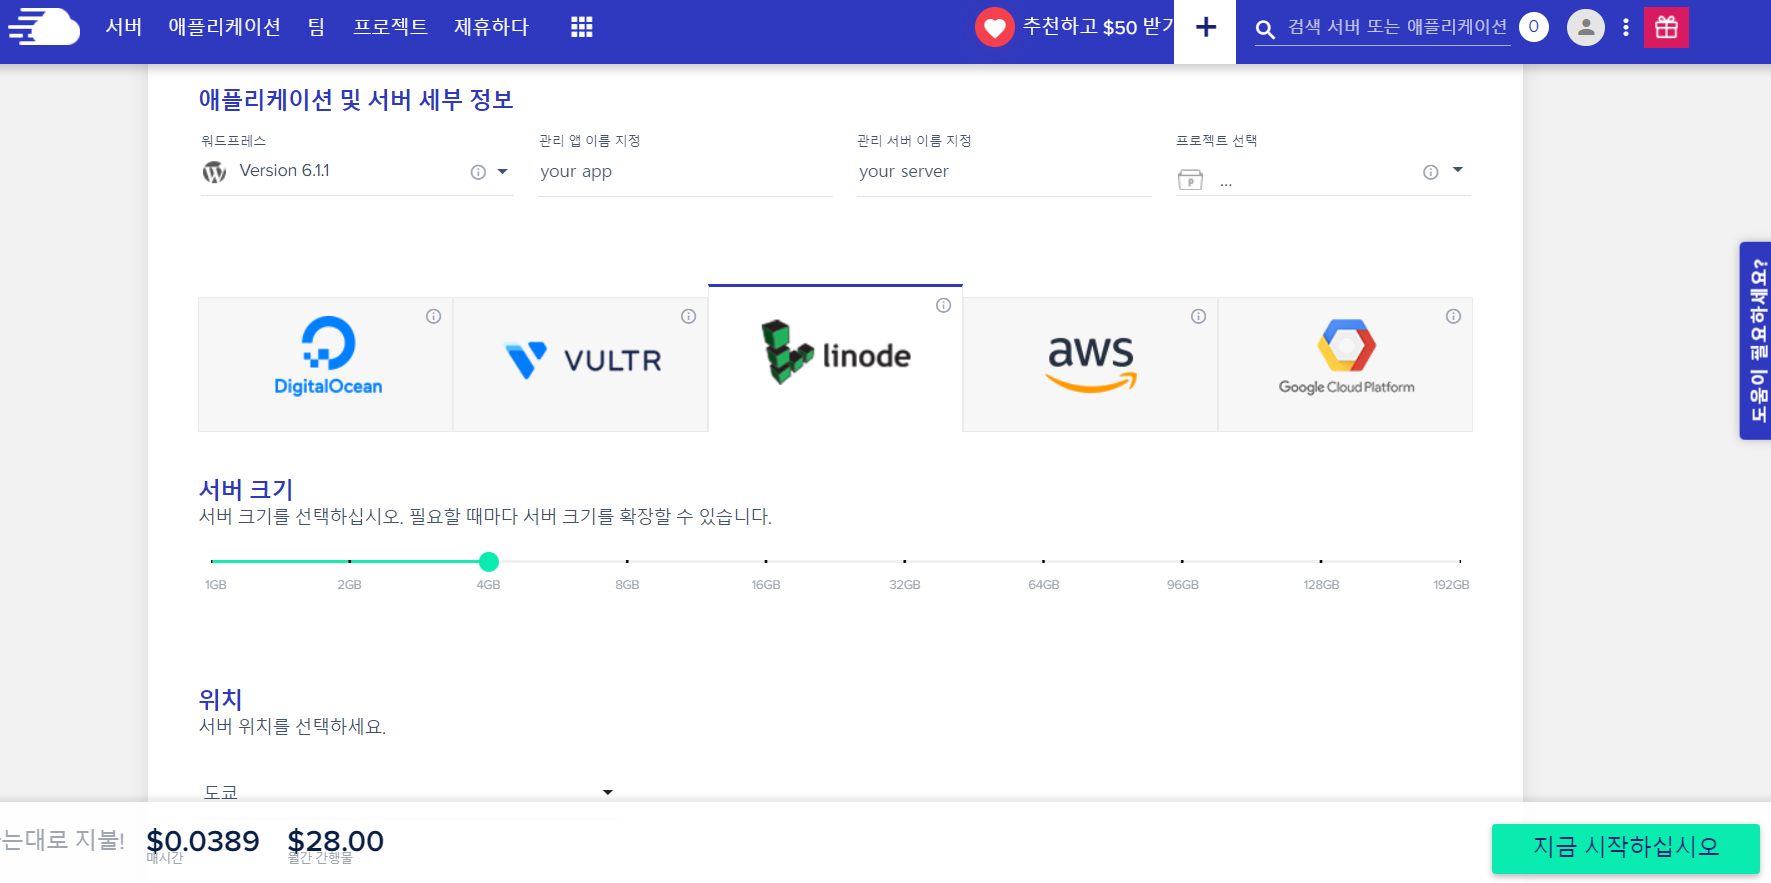 서버 애플리케이션 팀 프로젝트 제휴하다 추천하고 $50 받기 + 검색 서버 또는 애플리케이션 0
애플리케이션 및 서버 세부 정보
워드프레스 관리 앱 이름 지정 관리 서버 이름 지정 프로젝트 선택
Version 6.1.1 your app your server ...
도움이 필요하세요?
DigitalOcean VULTR linode aws Google Cloud Platform
서버 크기
서버 크기를 선택하십시오. 필요할 때마다 서버 크기를 확장할 수 있습니다.
1GB 2GB 4GB 8GB 16GB 32GB 64GB 96GB 128GB 192GB
위치
서버 위치를 선택하세요.
도쿄
는대로 지불! $0.0389 $28.00 지금 시작하십시오
매시간 월간 간행물